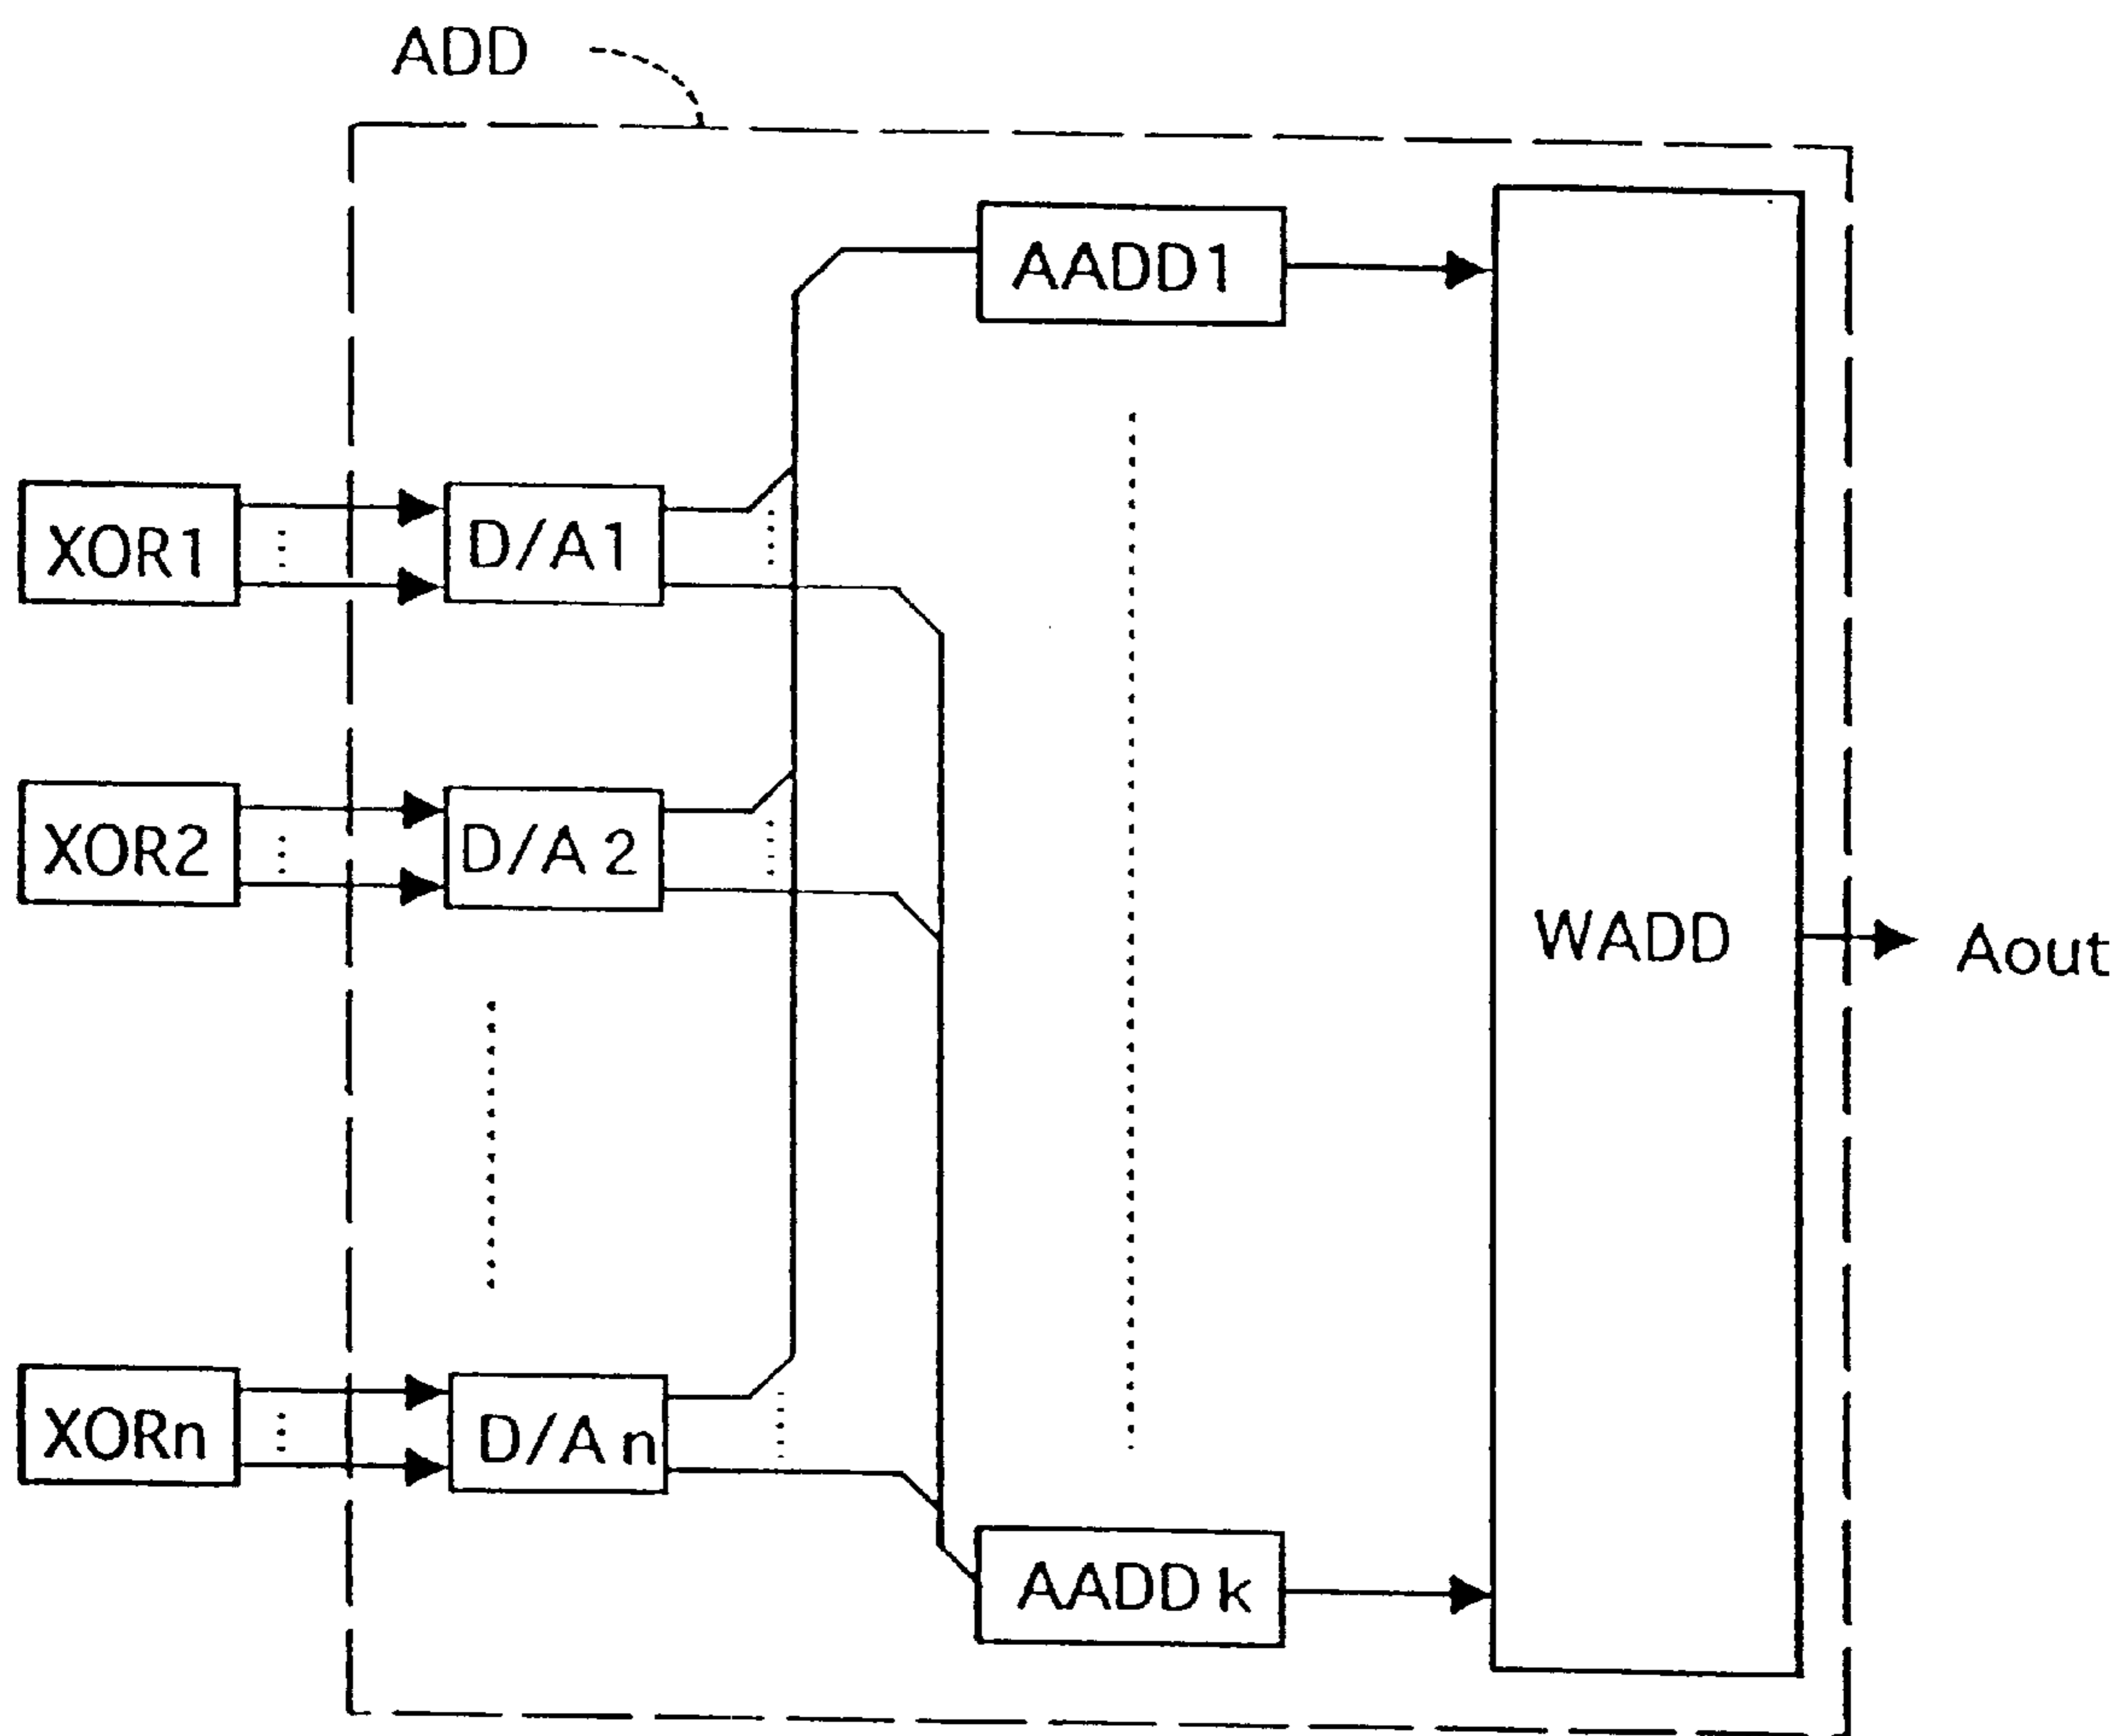 ADD
AADD1
XOR1
D/A1
XOR2
D/A 2
WADD
Aout
XORn
D/A n
AADD k